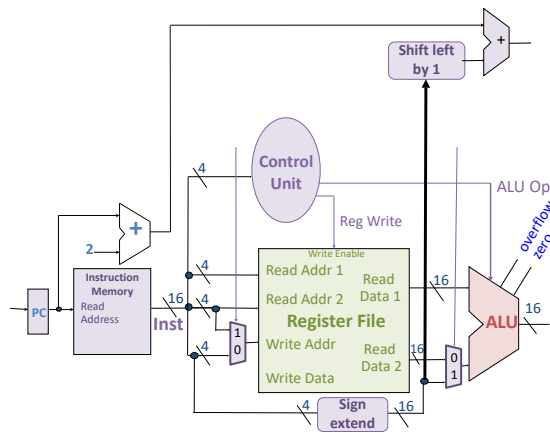 +
Shift left
by 1
4
Control
Unit
ALU Op
overflow
zero
Reg Write
+
2
Write Enable
Instruction
Memory
Read
Address
PC
16
Inst
4
Read Addr 1
Read
Data 1
16
4
Read Addr 2
Register File
1
0
4
Write Addr
Read
Data 2
16
0
1
ALU
16
Write Data
4
Sign
extend
16